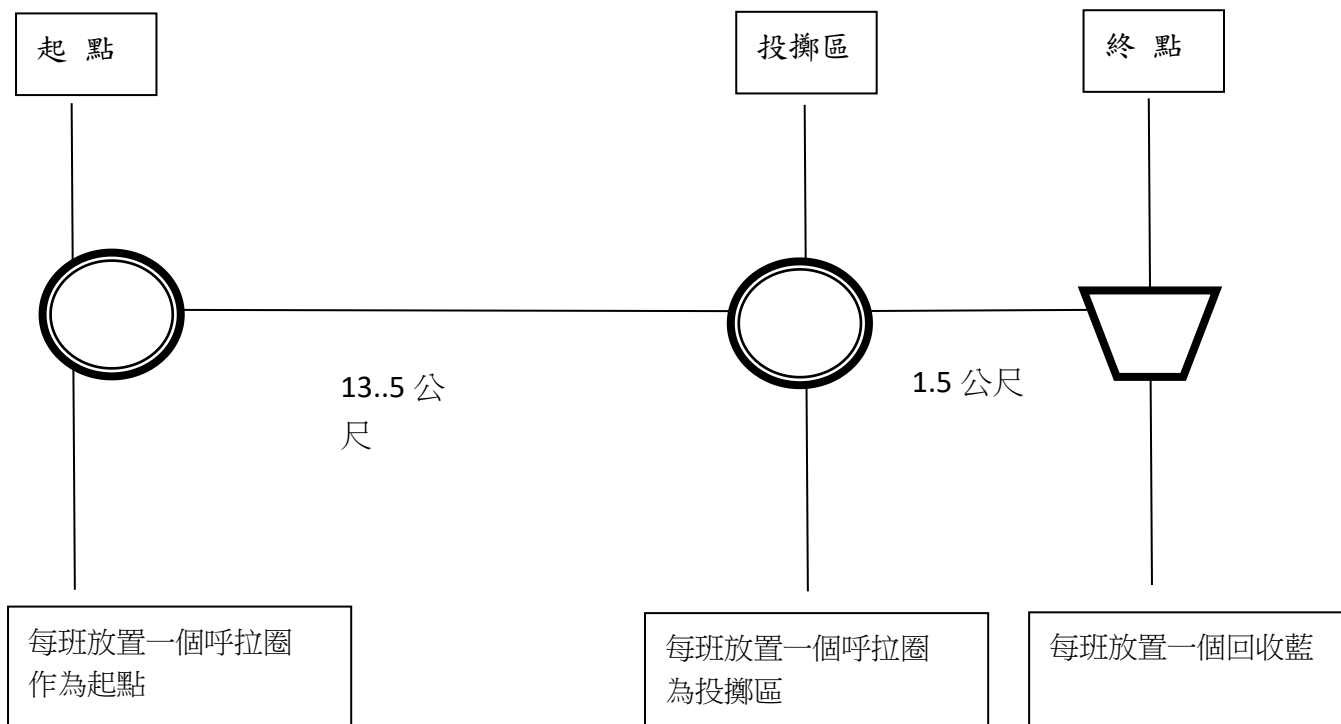 起 點
投擲區
終 點
13..5 公
尺
1.5 公尺
每班放置一個呼拉圈
作為起點
每班放置一個呼拉圈
為投擲區
每班放置一個回收藍